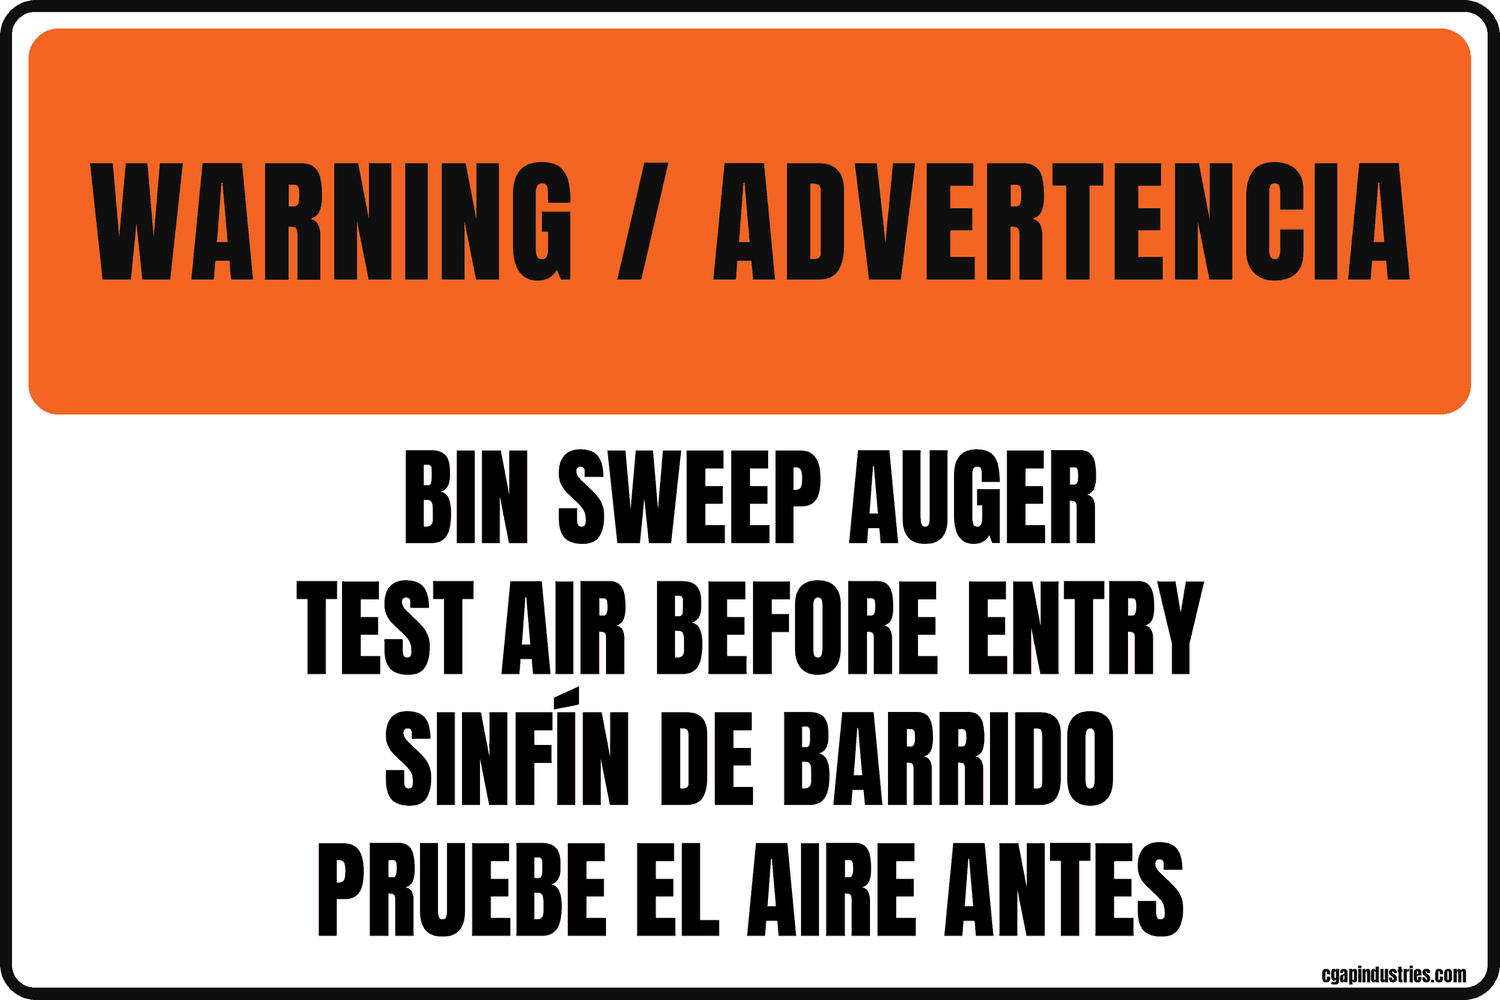 WARNING / ADVERTENCIA
BIN SWEEP AUGER
TEST AIR BEFORE ENTRY
SINFÍN DE BARRIDO
PRUEBE EL AIRE ANTES
cgapindustries.com